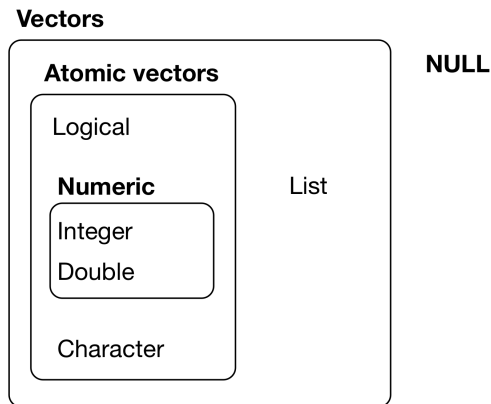 Vectors
NULL
Atomic vectors
Logical
Numeric
List
Integer
Double
Character